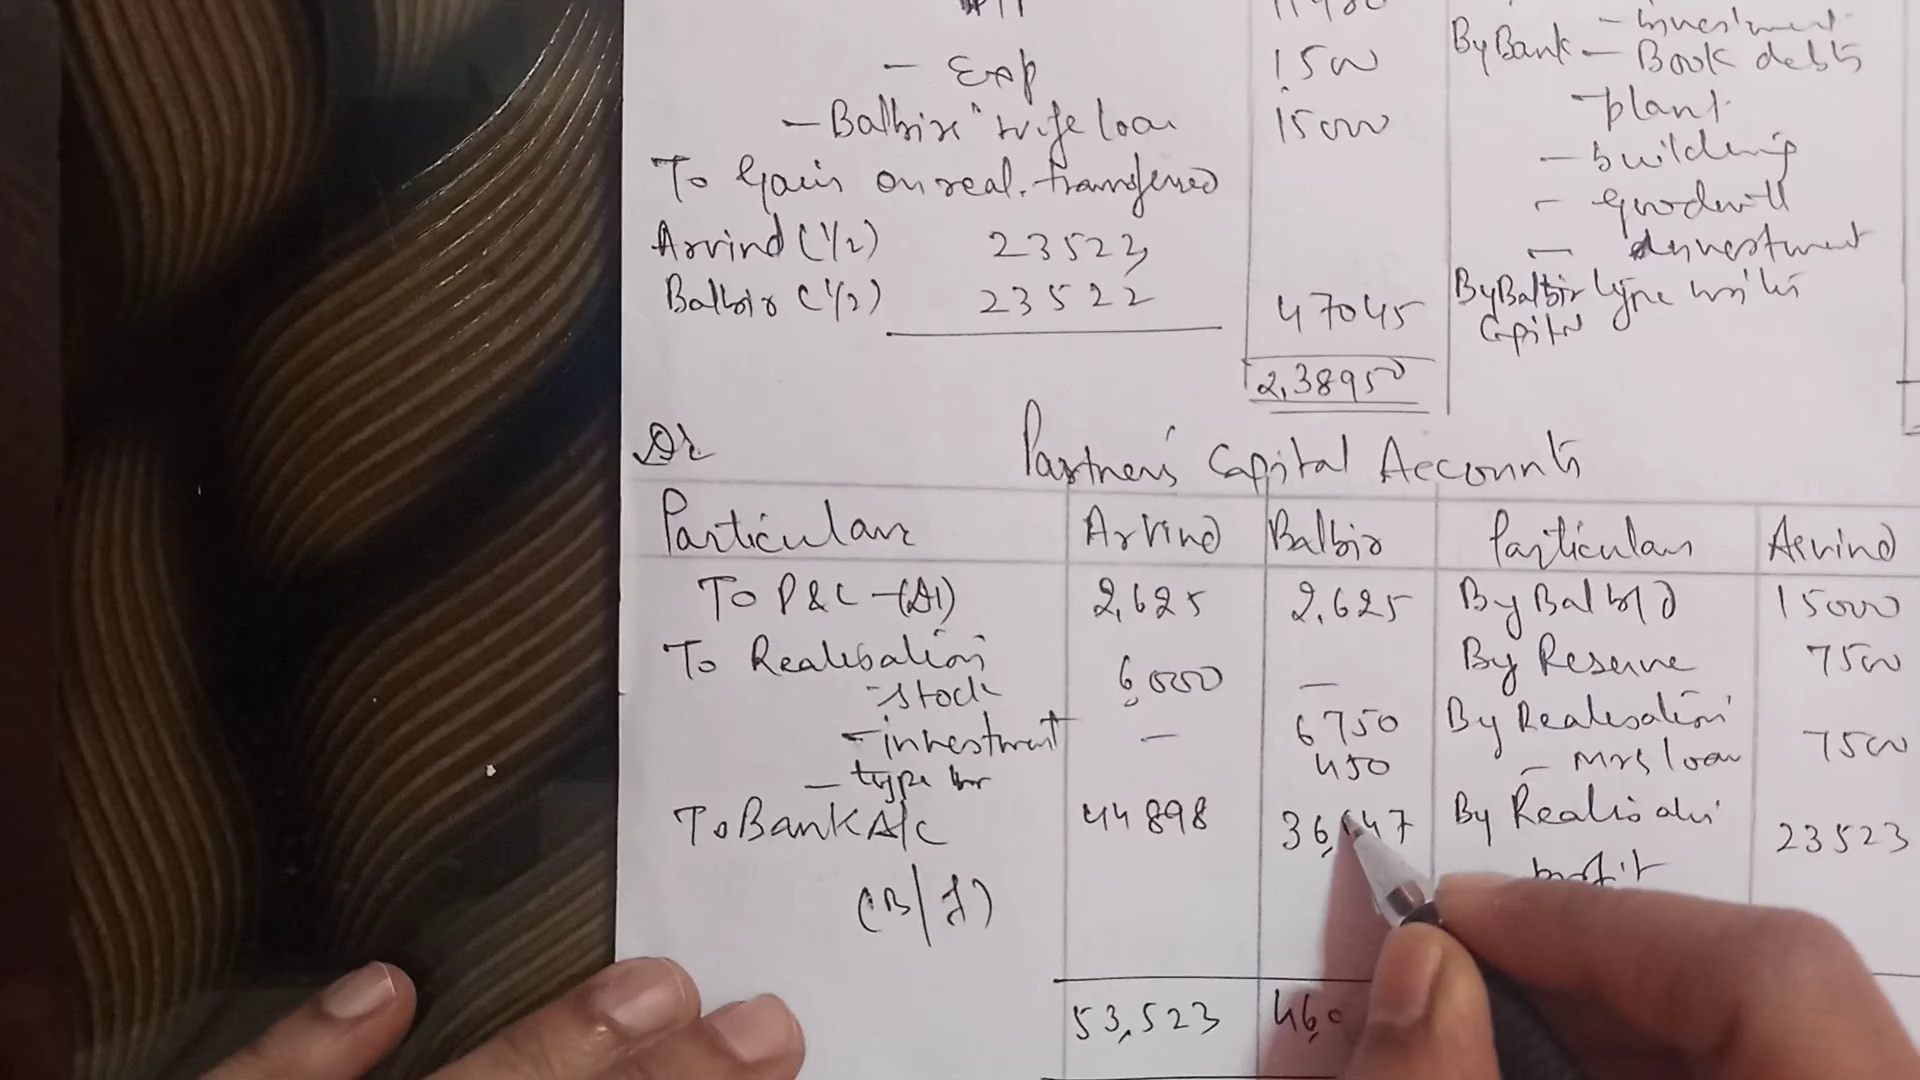 - Exp 1500
- Balbir wife loan 15000
To Gain on real. transferred
Arvind (1/2) 23523
Balbir (1/2) 23522 47045
2,38950
- investment
By Bank - Book debts
- plant
- building
- goodwill
- investment
By Balbir type writer
Capital
Dr Partner's Capital Accounts
Particulars Arvind Balbir Particulars Arvind
To P&L 2,625 2,625 By Bal b/d 15000
To Realisation By Reserve 7500
- stock 6,000 —
- investment — 6750 By Realisation
- type wr 450 - Mrs loan 7500
To Bank A/c 44898 By Realisation 23523
profit
(B/f)
53,523 46,0